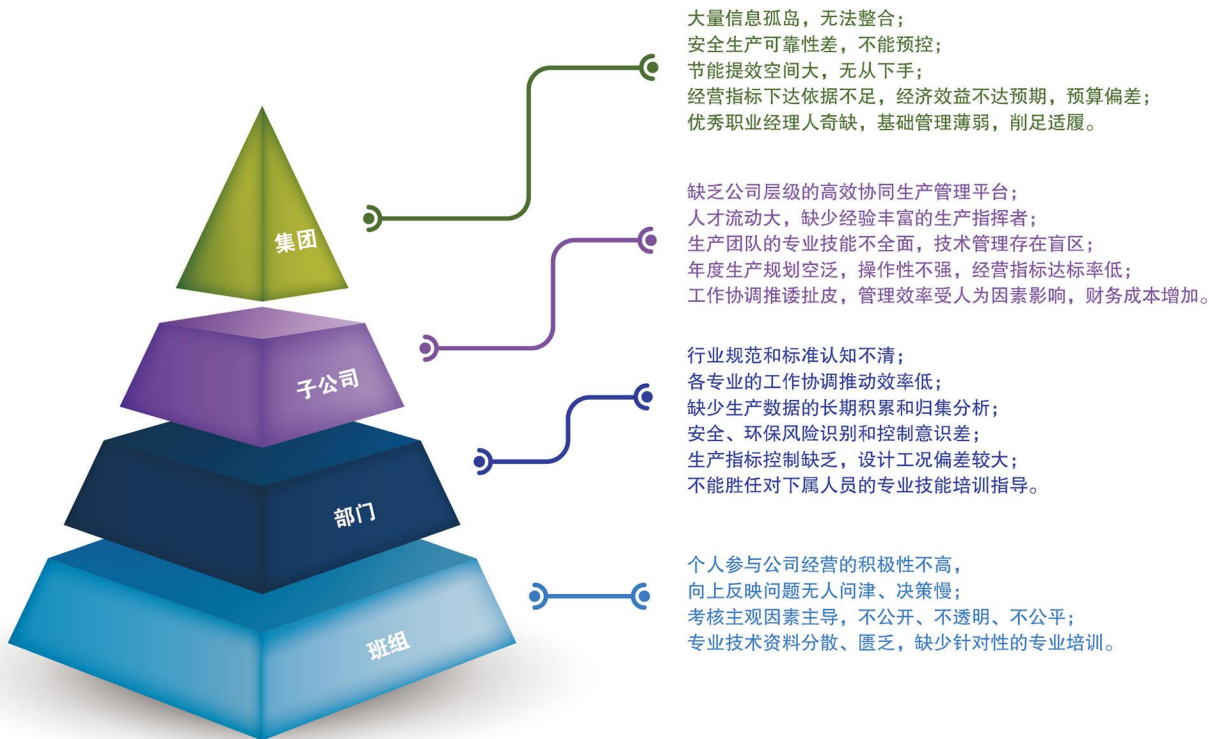 大量信息孤岛，无法整合；
安全生产可靠性差，不能预控；
节能提效空间大，无从下手；
经营指标下达依据不足，经济效益不达预期，预算偏差；
优秀职业经理人奇缺，基础管理薄弱，削足适履。
集团
缺乏公司层级的高效协同生产管理平台；
人才流动大，缺少经验丰富的生产指挥者；
生产团队的专业技能不全面，技术管理存在盲区；
年度生产规划空泛，操作性不强，经营指标达标率低；
工作协调推诿扯皮，管理效率受人为因素影响，财务成本增加。
子公司
行业规范和标准认知不清；
各专业的工作协调推动效率低；
缺少生产数据的长期积累和归集分析；
安全、环保风险识别和控制意识差；
生产指标控制缺乏，设计工况偏差较大；
不能胜任对下属人员的专业技能培训指导。
部门
个人参与公司经营的积极性不高，
向上反映问题无人问津、决策慢；
考核主观因素主导，不公开、不透明、不公平；
专业技术资料分散、匮乏，缺少针对性的专业培训。
班组